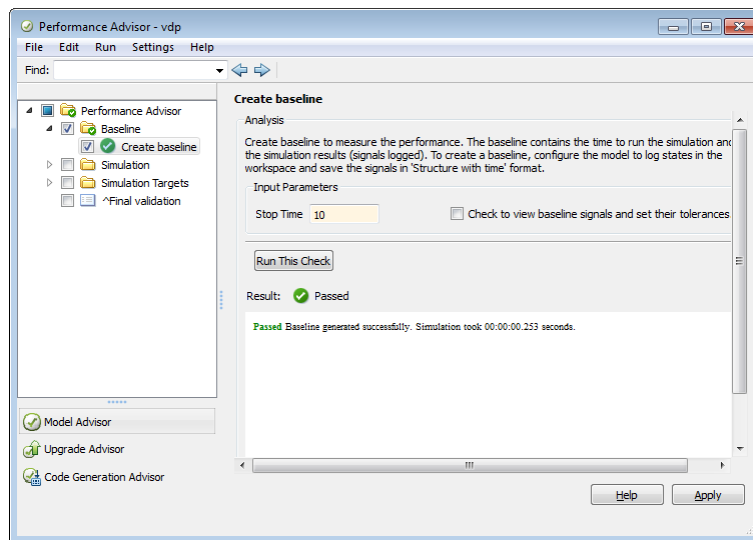 Performance Advisor - vdp
File Edit Run Settings Help
Find:
Performance Advisor
Baseline
Create baseline
Simulation
Simulation Targets
^Final validation
Model Advisor
Upgrade Advisor
Code Generation Advisor
Create baseline
Analysis
Create baseline to measure the performance. The baseline contains the time to run the simulation and
the simulation results (signals logged). To create a baseline, configure the model to log states in the
workspace and save the signals in 'Structure with time' format.
Input Parameters
Stop Time 10 Check to view baseline signals and set their tolerances
Run This Check
Result: Passed
Passed Baseline generated successfully. Simulation took 00:00:00.253 seconds.
Help Apply